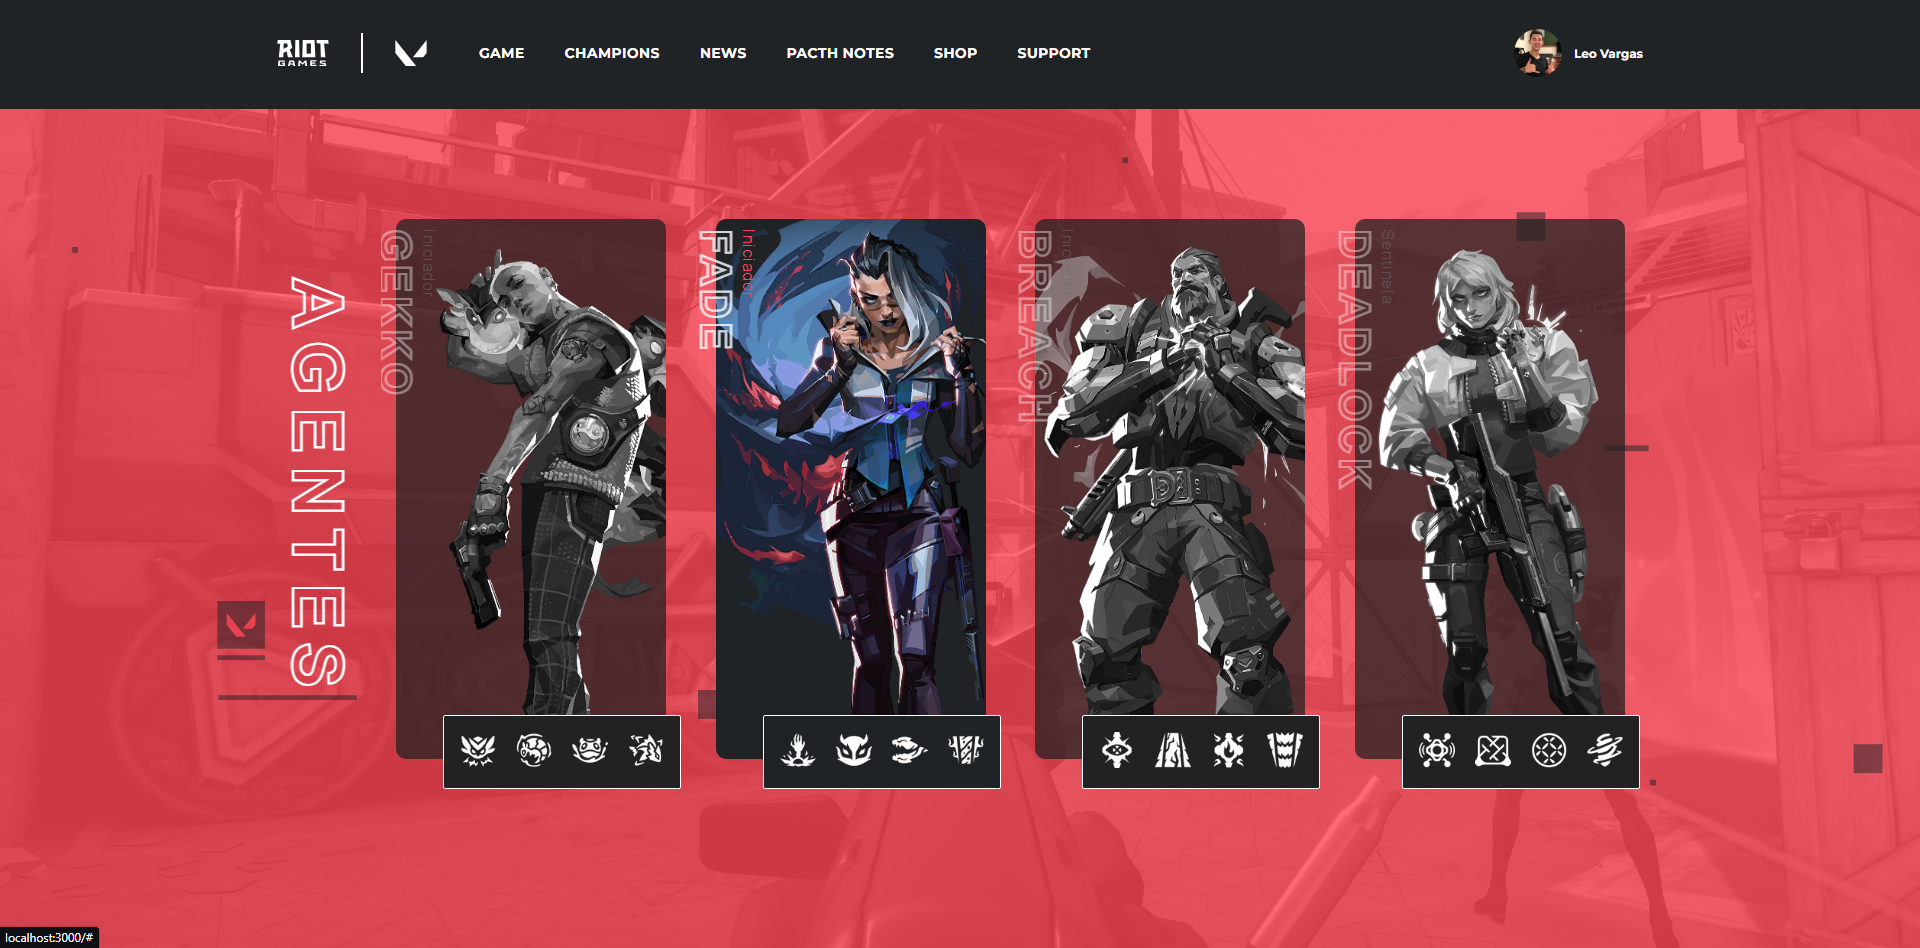 RIOT
GAMES
GAME
CHAMPIONS
NEWS
PACTH NOTES
SHOP
SUPPORT
Leo Vargas
AGENTES
GEKKO
Iniciador
FADE
Iniciador
BREACH
Iniciador
DEADLOCK
Sentinela
localhost:3000/#